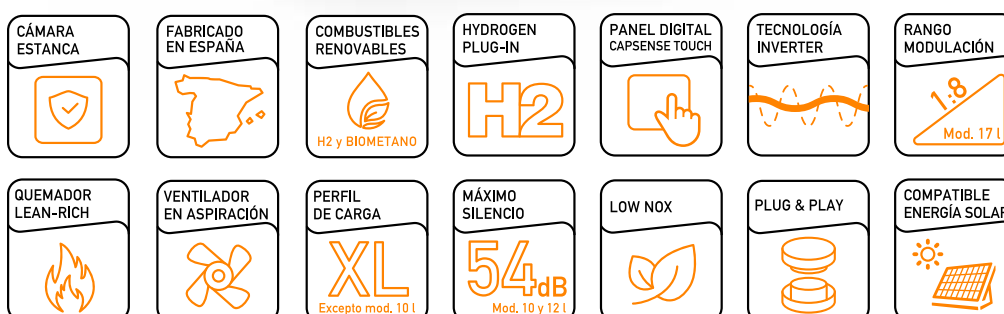 CÁMARA
ESTANCA
FABRICADO
EN ESPAÑA
COMBUSTIBLES
RENOVABLES
H2 y BIOMETANO
HYDROGEN
PLUG-IN
H2
PANEL DIGITAL
CAPSENSE TOUCH
TECNOLOGÍA
INVERTER
RANGO
MODULACIÓN
1:8
Mod. 17 l
QUEMADOR
LEAN-RICH
VENTILADOR
EN ASPIRACIÓN
PERFIL
DE CARGA
XL
Excepto mod. 10 l
MÁXIMO
SILENCIO
54dB
Mod. 10 y 12 l
LOW NOX
PLUG & PLAY
COMPATIBLE
ENERGÍA SOLAR